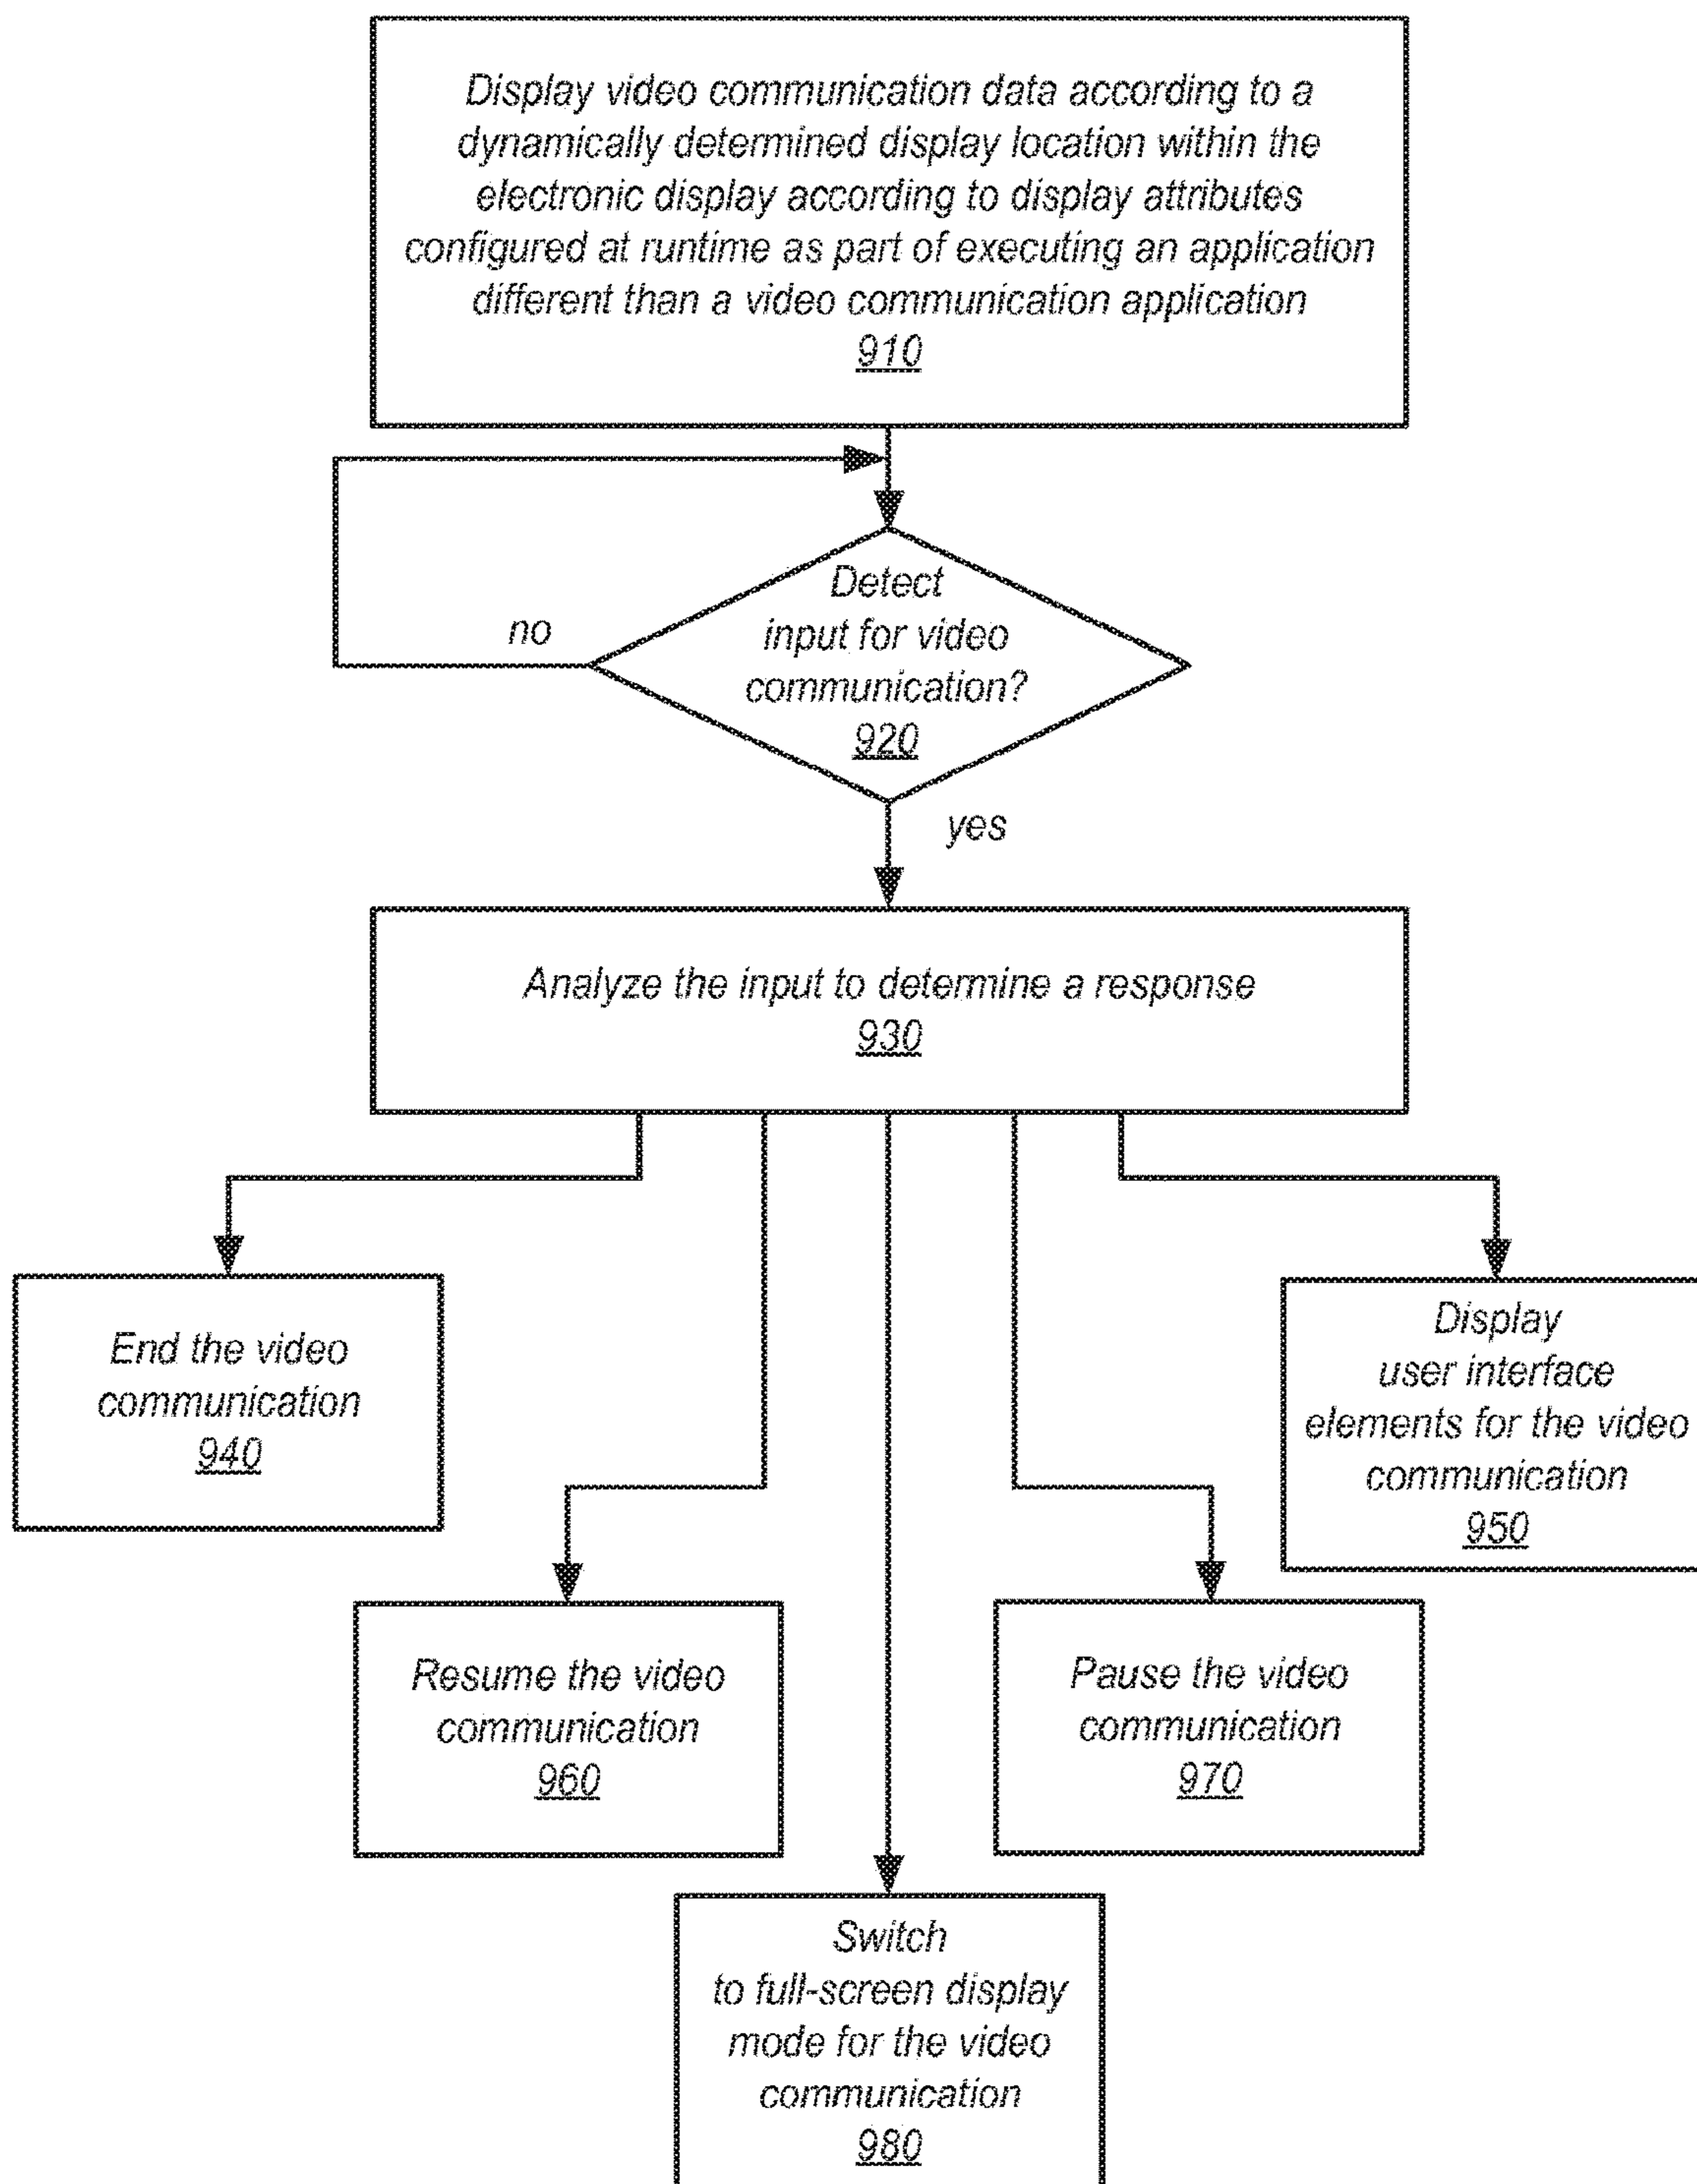 Display video communication data according to a
dynamically determined display location within the
electronic display according to display attributes
configured at runtime as part of executing an application
different than a video communication application
910
Detect
input for video
communication?
920
no
yes
Analyze the input to determine a response
930
End the video
communication
940
Display
user interface
elements for the video
communication
950
Resume the video
communication
960
Pause the video
communication
970
Switch
to full-screen display
mode for the video
communication
980